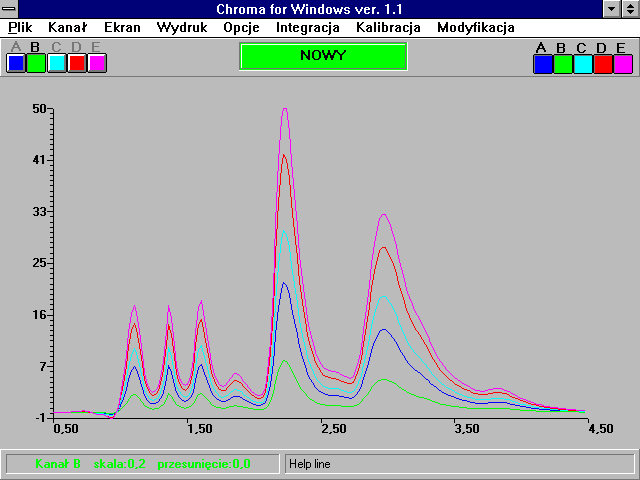 Chroma for Windows ver. 1.1
Plik Kanał Ekran Wydruk Opcje Integracja Kalibracja Modyfikacja
A B C D E NOWY A B C D E
50
41
33
25
16
7
-1
0,50 1,50 2,50 3,50 4,50
Kanał B skala:0,2 przesunięcie:0,0 Help line